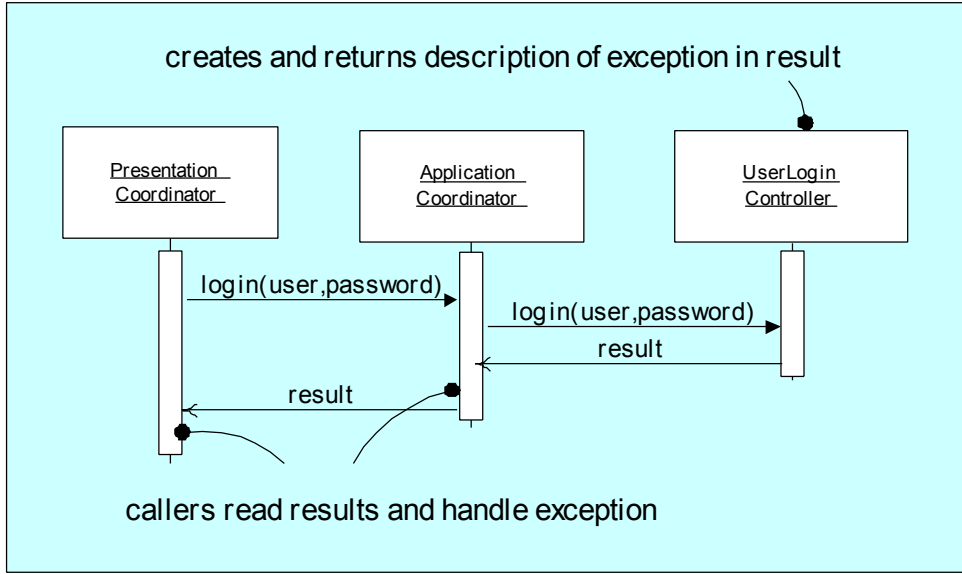 creates and returns description of exception in result
Presentation
Coordinator
Application
Coordinator
UserLogin
Controller
login(user,password)
login(user,password)
result
result
callers read results and handle exception